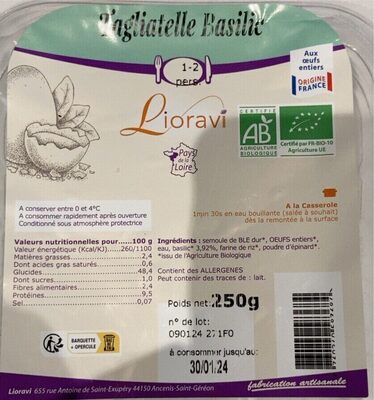 Tagliatelle Basilic
1-2
pers.
Aux
œufs
entiers
ORIGINE
FRANCE
Lioravi
CERTIFIÉ
AB
AGRICULTURE
BIOLOGIQUE
Certifié par FR-BIO-10
Agriculture UE
Pays
de la
Loire
A la Casserole
1min 30s en eau bouillante (salée à souhait)
dès la remontée à la surface
A conserver entre 0 et 4°C
A consommer rapidement après ouverture
Conditionné sous atmosphère protectrice
Valeurs nutritionnelles pour.....100 g
Valeur énergétique (Kcal/KJ)......260/1100
Matières grasses 2,4
Dont acides gras saturés 0,6
Glucides 48,4
Dont sucres 1,0
Fibres alimentaires 2,4
Protéines 9,5
Sel 0,07
Ingrédients : semoule de BLE dur*, OEUFS entiers*,
eau, basilic* 3,92%, farine de riz*, poudre d'épinard*.
*issu de l'Agriculture Biologique
Contient des ALLERGENES
Peut contenir des traces de : lait.
Poids net: 250g
n° de lot:
090124 271F0
à consommer jusqu'au:
30/01/24
BARQUETTE
+ OPERCULE
Lioravi 655 rue Antoine de Saint-Exupéry 44150 Ancenis-Saint-Géréon
fabrication artisanale